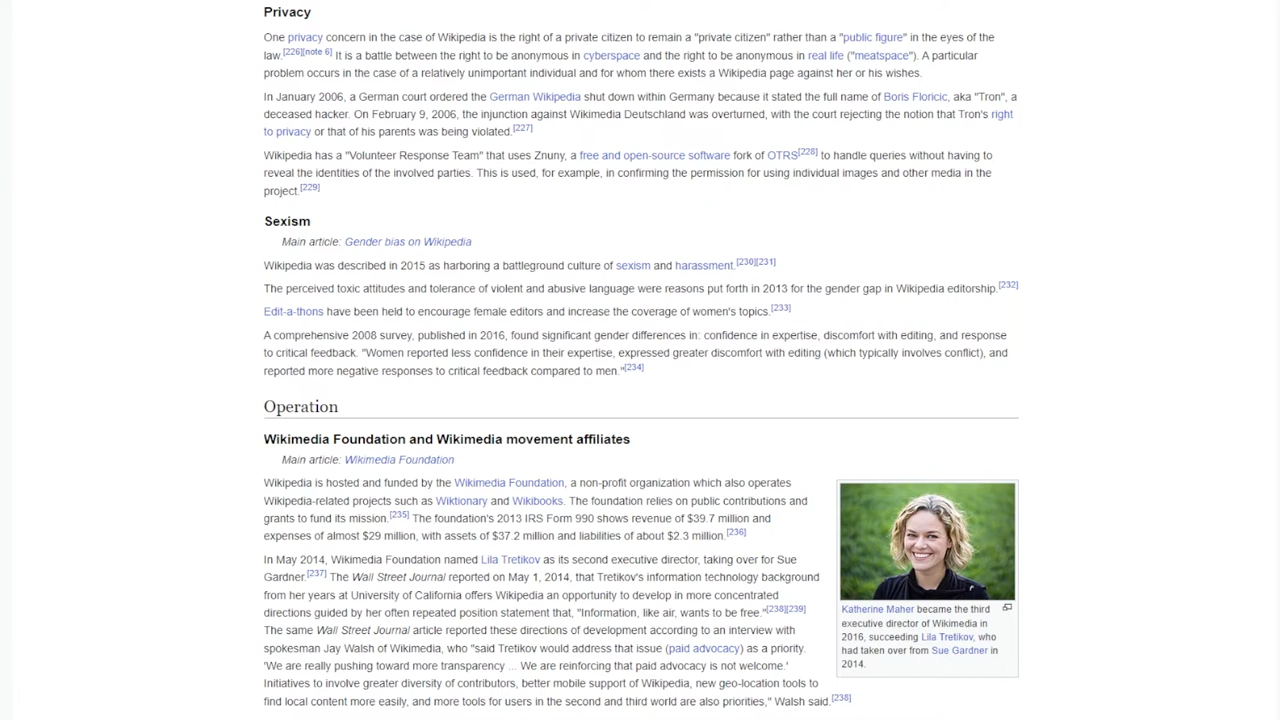 Privacy
One privacy concern in the case of Wikipedia is the right of a private citizen to remain a "private citizen" rather than a "public figure" in the eyes of the
law.[226][note 6] It is a battle between the right to be anonymous in cyberspace and the right to be anonymous in real life ("meatspace"). A particular
problem occurs in the case of a relatively unimportant individual and for whom there exists a Wikipedia page against her or his wishes.
In January 2006, a German court ordered the German Wikipedia shut down within Germany because it stated the full name of Boris Floricic, aka "Tron", a
deceased hacker. On February 9, 2006, the injunction against Wikimedia Deutschland was overturned, with the court rejecting the notion that Tron's right
to privacy or that of his parents was being violated.[227]
Wikipedia has a "Volunteer Response Team" that uses Znuny, a free and open-source software fork of OTRS[228] to handle queries without having to
reveal the identities of the involved parties. This is used, for example, in confirming the permission for using individual images and other media in the
project.[229]
Sexism
Main article: Gender bias on Wikipedia
Wikipedia was described in 2015 as harboring a battleground culture of sexism and harassment.[230][231]
The perceived toxic attitudes and tolerance of violent and abusive language were reasons put forth in 2013 for the gender gap in Wikipedia editorship.[232]
Edit-a-thons have been held to encourage female editors and increase the coverage of women's topics.[233]
A comprehensive 2008 survey, published in 2016, found significant gender differences in: confidence in expertise, discomfort with editing, and response
to critical feedback. "Women reported less confidence in their expertise, expressed greater discomfort with editing (which typically involves conflict), and
reported more negative responses to critical feedback compared to men."[234]
Operation
Wikimedia Foundation and Wikimedia movement affiliates
Main article: Wikimedia Foundation
Wikipedia is hosted and funded by the Wikimedia Foundation, a non-profit organization which also operates
Wikipedia-related projects such as Wiktionary and Wikibooks. The foundation relies on public contributions and
grants to fund its mission.[235] The foundation's 2013 IRS Form 990 shows revenue of $39.7 million and
expenses of almost $29 million, with assets of $37.2 million and liabilities of about $2.3 million.[236]
In May 2014, Wikimedia Foundation named Lila Tretikov as its second executive director, taking over for Sue
Gardner.[237] The Wall Street Journal reported on May 1, 2014, that Tretikov's information technology background
from her years at University of California offers Wikipedia an opportunity to develop in more concentrated
directions guided by her often repeated position statement that, "Information, like air, wants to be free."[238][239]
The same Wall Street Journal article reported these directions of development according to an interview with
spokesman Jay Walsh of Wikimedia, who "said Tretikov would address that issue (paid advocacy) as a priority.
'We are really pushing toward more transparency ... We are reinforcing that paid advocacy is not welcome.'
Initiatives to involve greater diversity of contributors, better mobile support of Wikipedia, new geo-location tools to
find local content more easily, and more tools for users in the second and third world are also priorities," Walsh said.[238]
Katherine Maher became the third
executive director of Wikimedia in
2016, succeeding Lila Tretikov, who
had taken over from Sue Gardner in
2014.